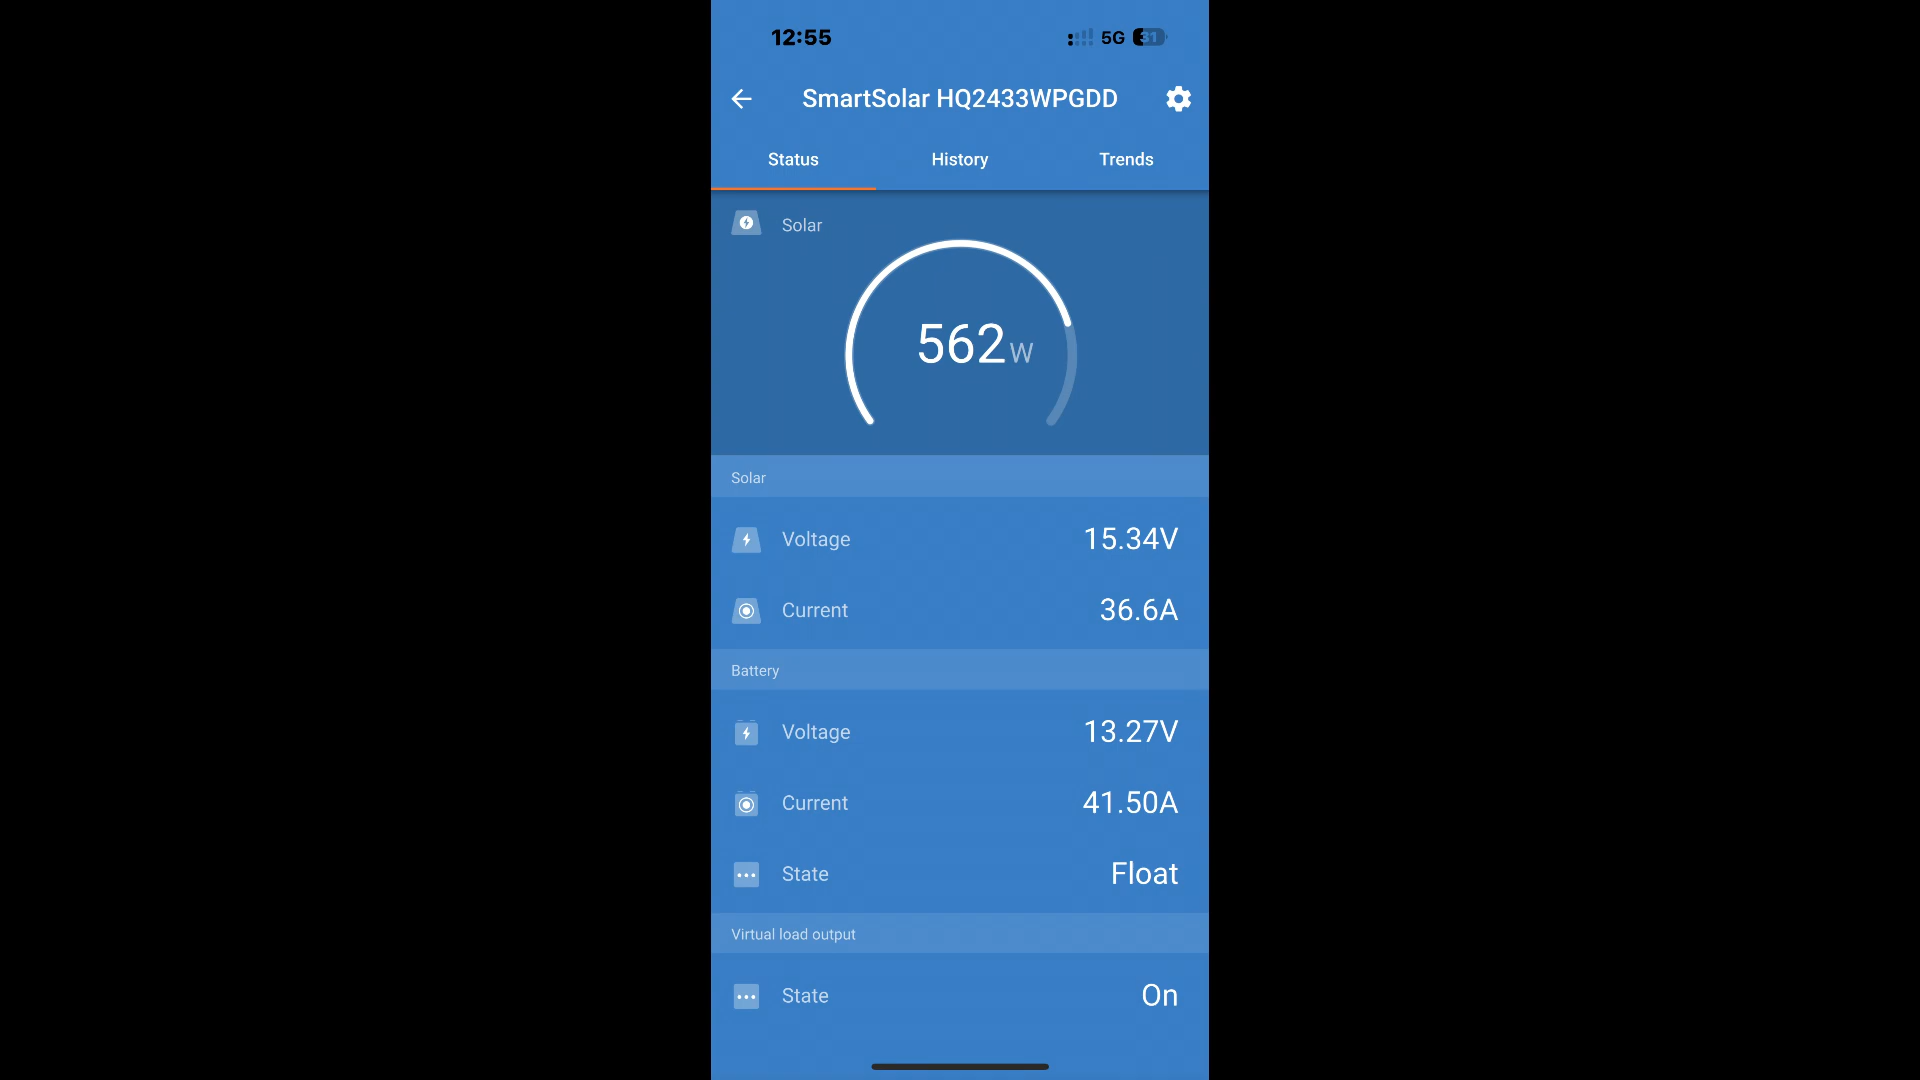 12:55
5G 31
SmartSolar HQ2433WPGDD
Status History Trends
Solar
562W
Solar
Voltage 15.34V
Current 36.6A
Battery
Voltage 13.27V
Current 41.50A
State Float
Virtual load output
State On